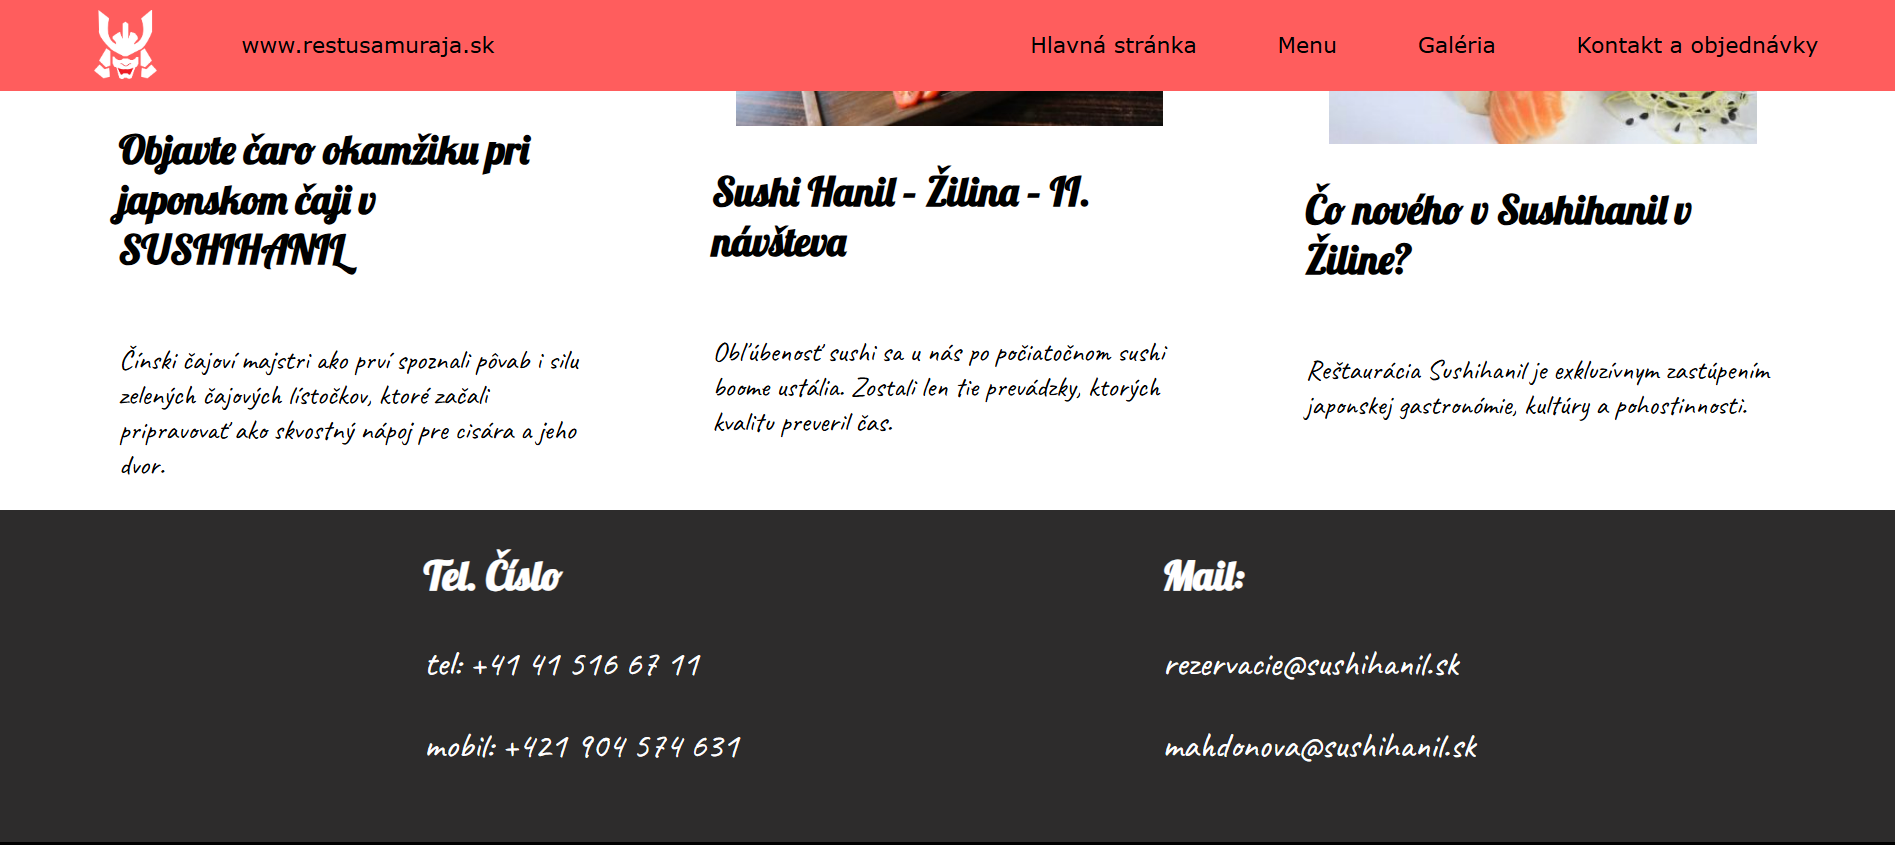 www.restusamuraja.sk
Hlavná stránka
Menu
Galéria
Kontakt a objednávky
Objavte čaro okamžiku pri
japonskom čaji v
SUSHIHANIL
Čínski čajoví majstri ako prví spoznali pôvab i silu
zelených čajových lístočkov, ktoré začali
pripravovať ako skvostný nápoj pre cisára a jeho
dvor.
Sushi Hanil – Žilina – II.
návšteva
Obľúbenosť sushi sa u nás po počiatočnom sushi
boome ustália. Zostali len tie prevádzky, ktorých
kvalitu preveril čas.
Čo nového v Sushihanil v
Žiline?
Reštaurácia Sushihanil je exkluzívnym zastúpením
japonskej gastronómie, kultúry a pohostinnosti.
Tel. Číslo
tel: +41 41 516 67 11
mobil: +421 904 574 631
Mail:
rezervacie@sushihanil.sk
mahdonova@sushihanil.sk